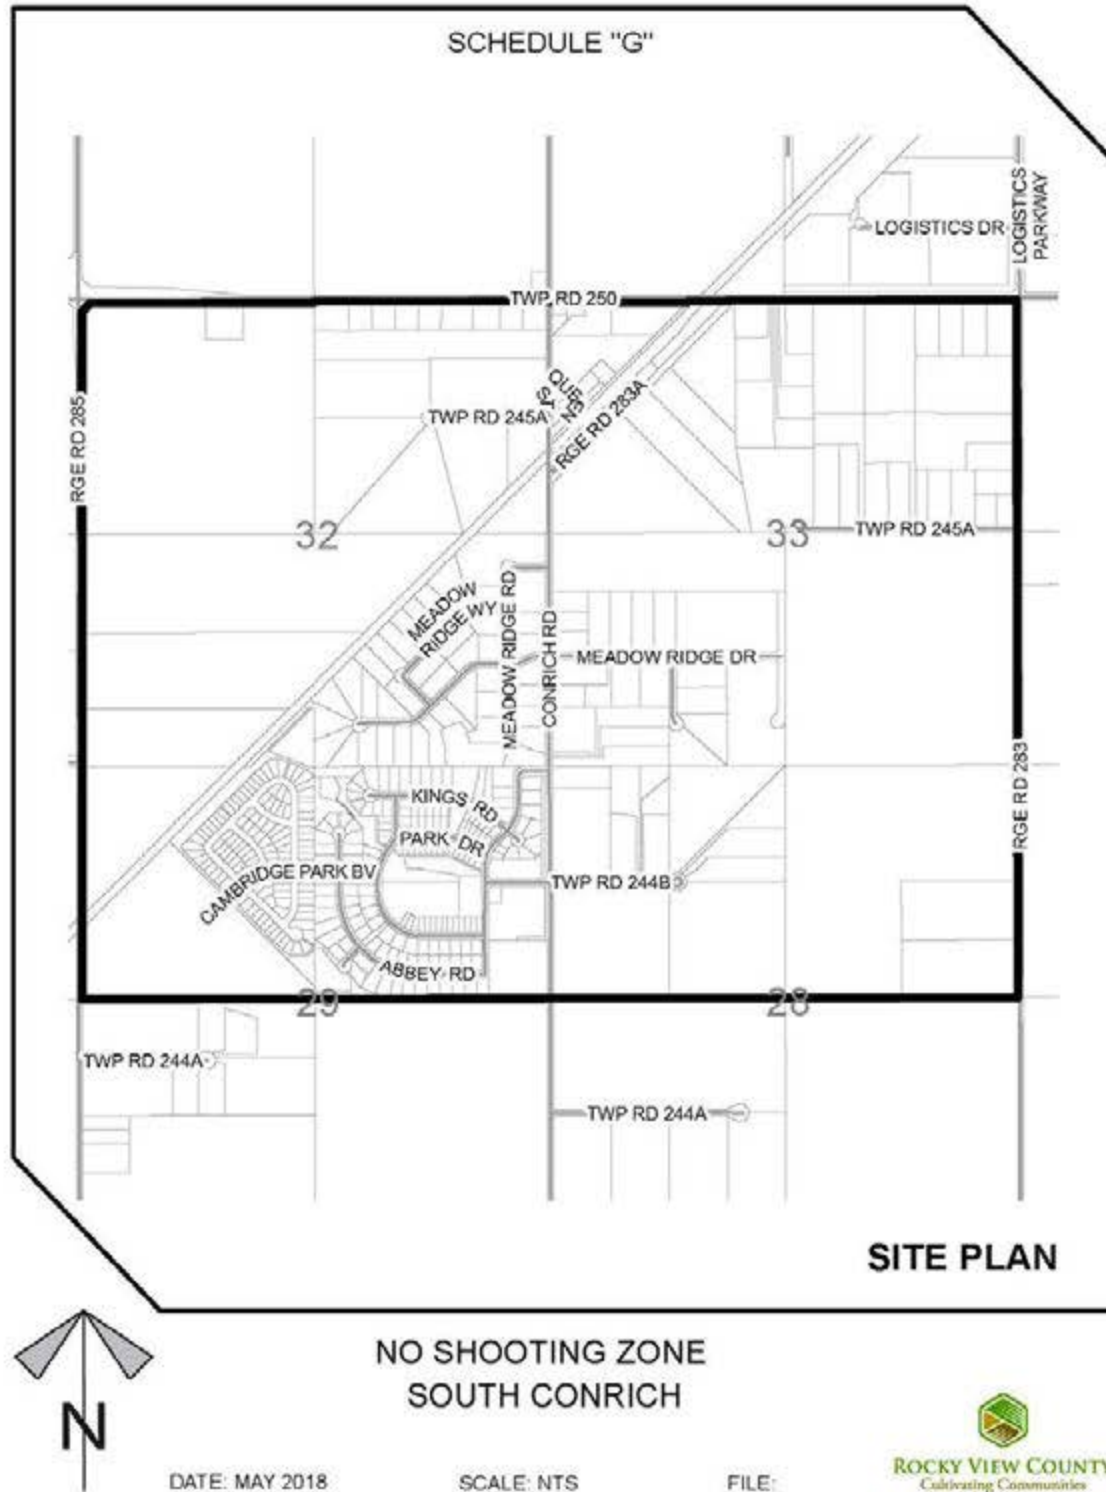 SCHEDULE "G"
LOGISTICS
PARKWAY
LOGISTICS DR
TWP RD 250
QUEEN
ST
RGE RD 285
TWP RD 245A
RGE RD 283A
32
33
TWP RD 245A
MEADOW
RIDGE WY
MEADOW RIDGE RD
CONRICH RD
MEADOW RIDGE DR
RGE RD 283
KINGS RD
PARK DR
CAMBRIDGE PARK BV
TWP RD 244B
ABBEY RD
29
28
TWP RD 244A
TWP RD 244A
SITE PLAN
NO SHOOTING ZONE
SOUTH CONRICH
N
DATE: MAY 2018
SCALE: NTS
FILE:
ROCKY VIEW COUNTY
Cultivating Communities